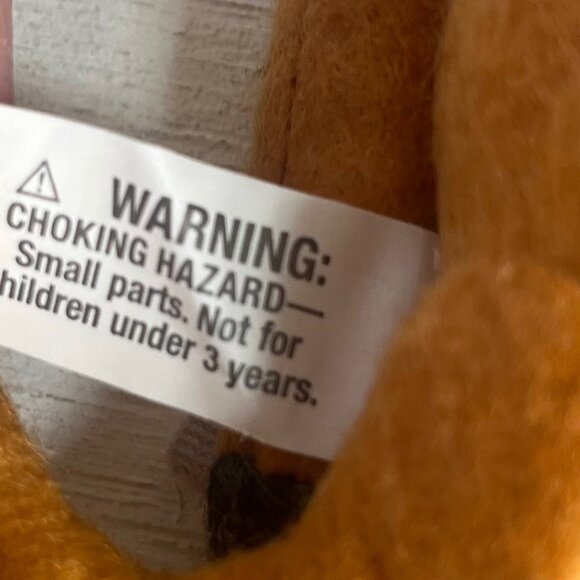 WARNING:
CHOKING HAZARD—
Small parts. Not for
hildren under 3 years.